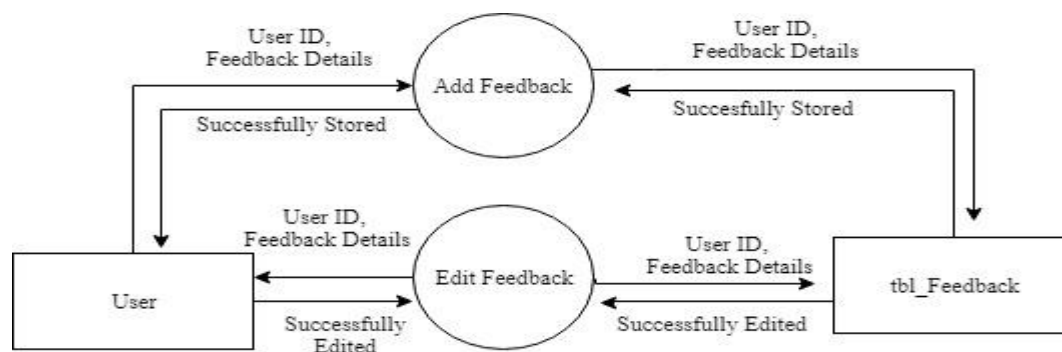 User ID,
Feedback Details
User ID,
Feedback Details
Add Feedback
Successfully Stored
Successfully Stored
User ID,
Feedback Details
User ID,
Feedback Details
Edit Feedback
User
tbl_Feedback
Successfully
Edited
Successfully Edited